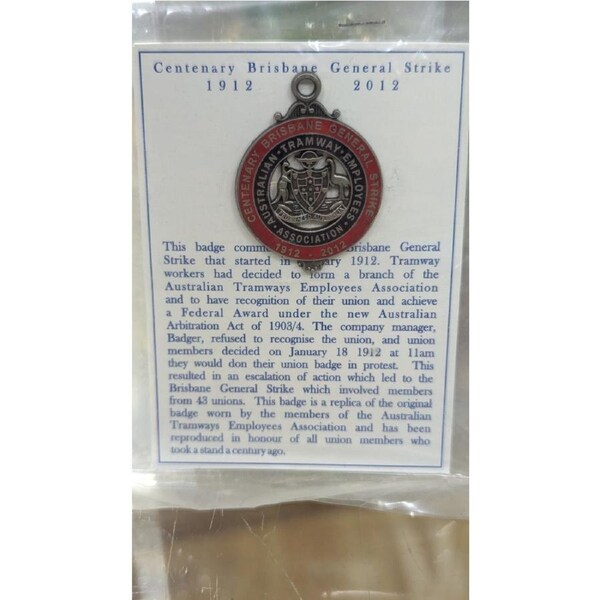 Centenary Brisbane General Strike
1912 2012
CENTENARY BRISBANE GENERAL STRIKE
AUSTRALIAN · TRAMWAY · EMPLOYEES
· ASSOCIATION ·
1912 · 2012
This badge comme Brisbane General
Strike that started in ary 1912. Tramway
workers had decided to form a branch of the
Australian Tramways Employees Association
and to have recognition of their union and achieve
a Federal Award under the new Australian
Arbitration Act of 1903/4. The company manager,
Badger, refused to recognise the union, and union
members decided on January 18 1912 at 11am
they would don their union badge in protest. This
resulted in an escalation of action which led to the
Brisbane General Strike which involved members
from 43 unions. This badge is a replica of the original
badge worn by the members of the Australian
Tramways Employees Association and has been
reproduced in honour of all union members who
took a stand a century ago.